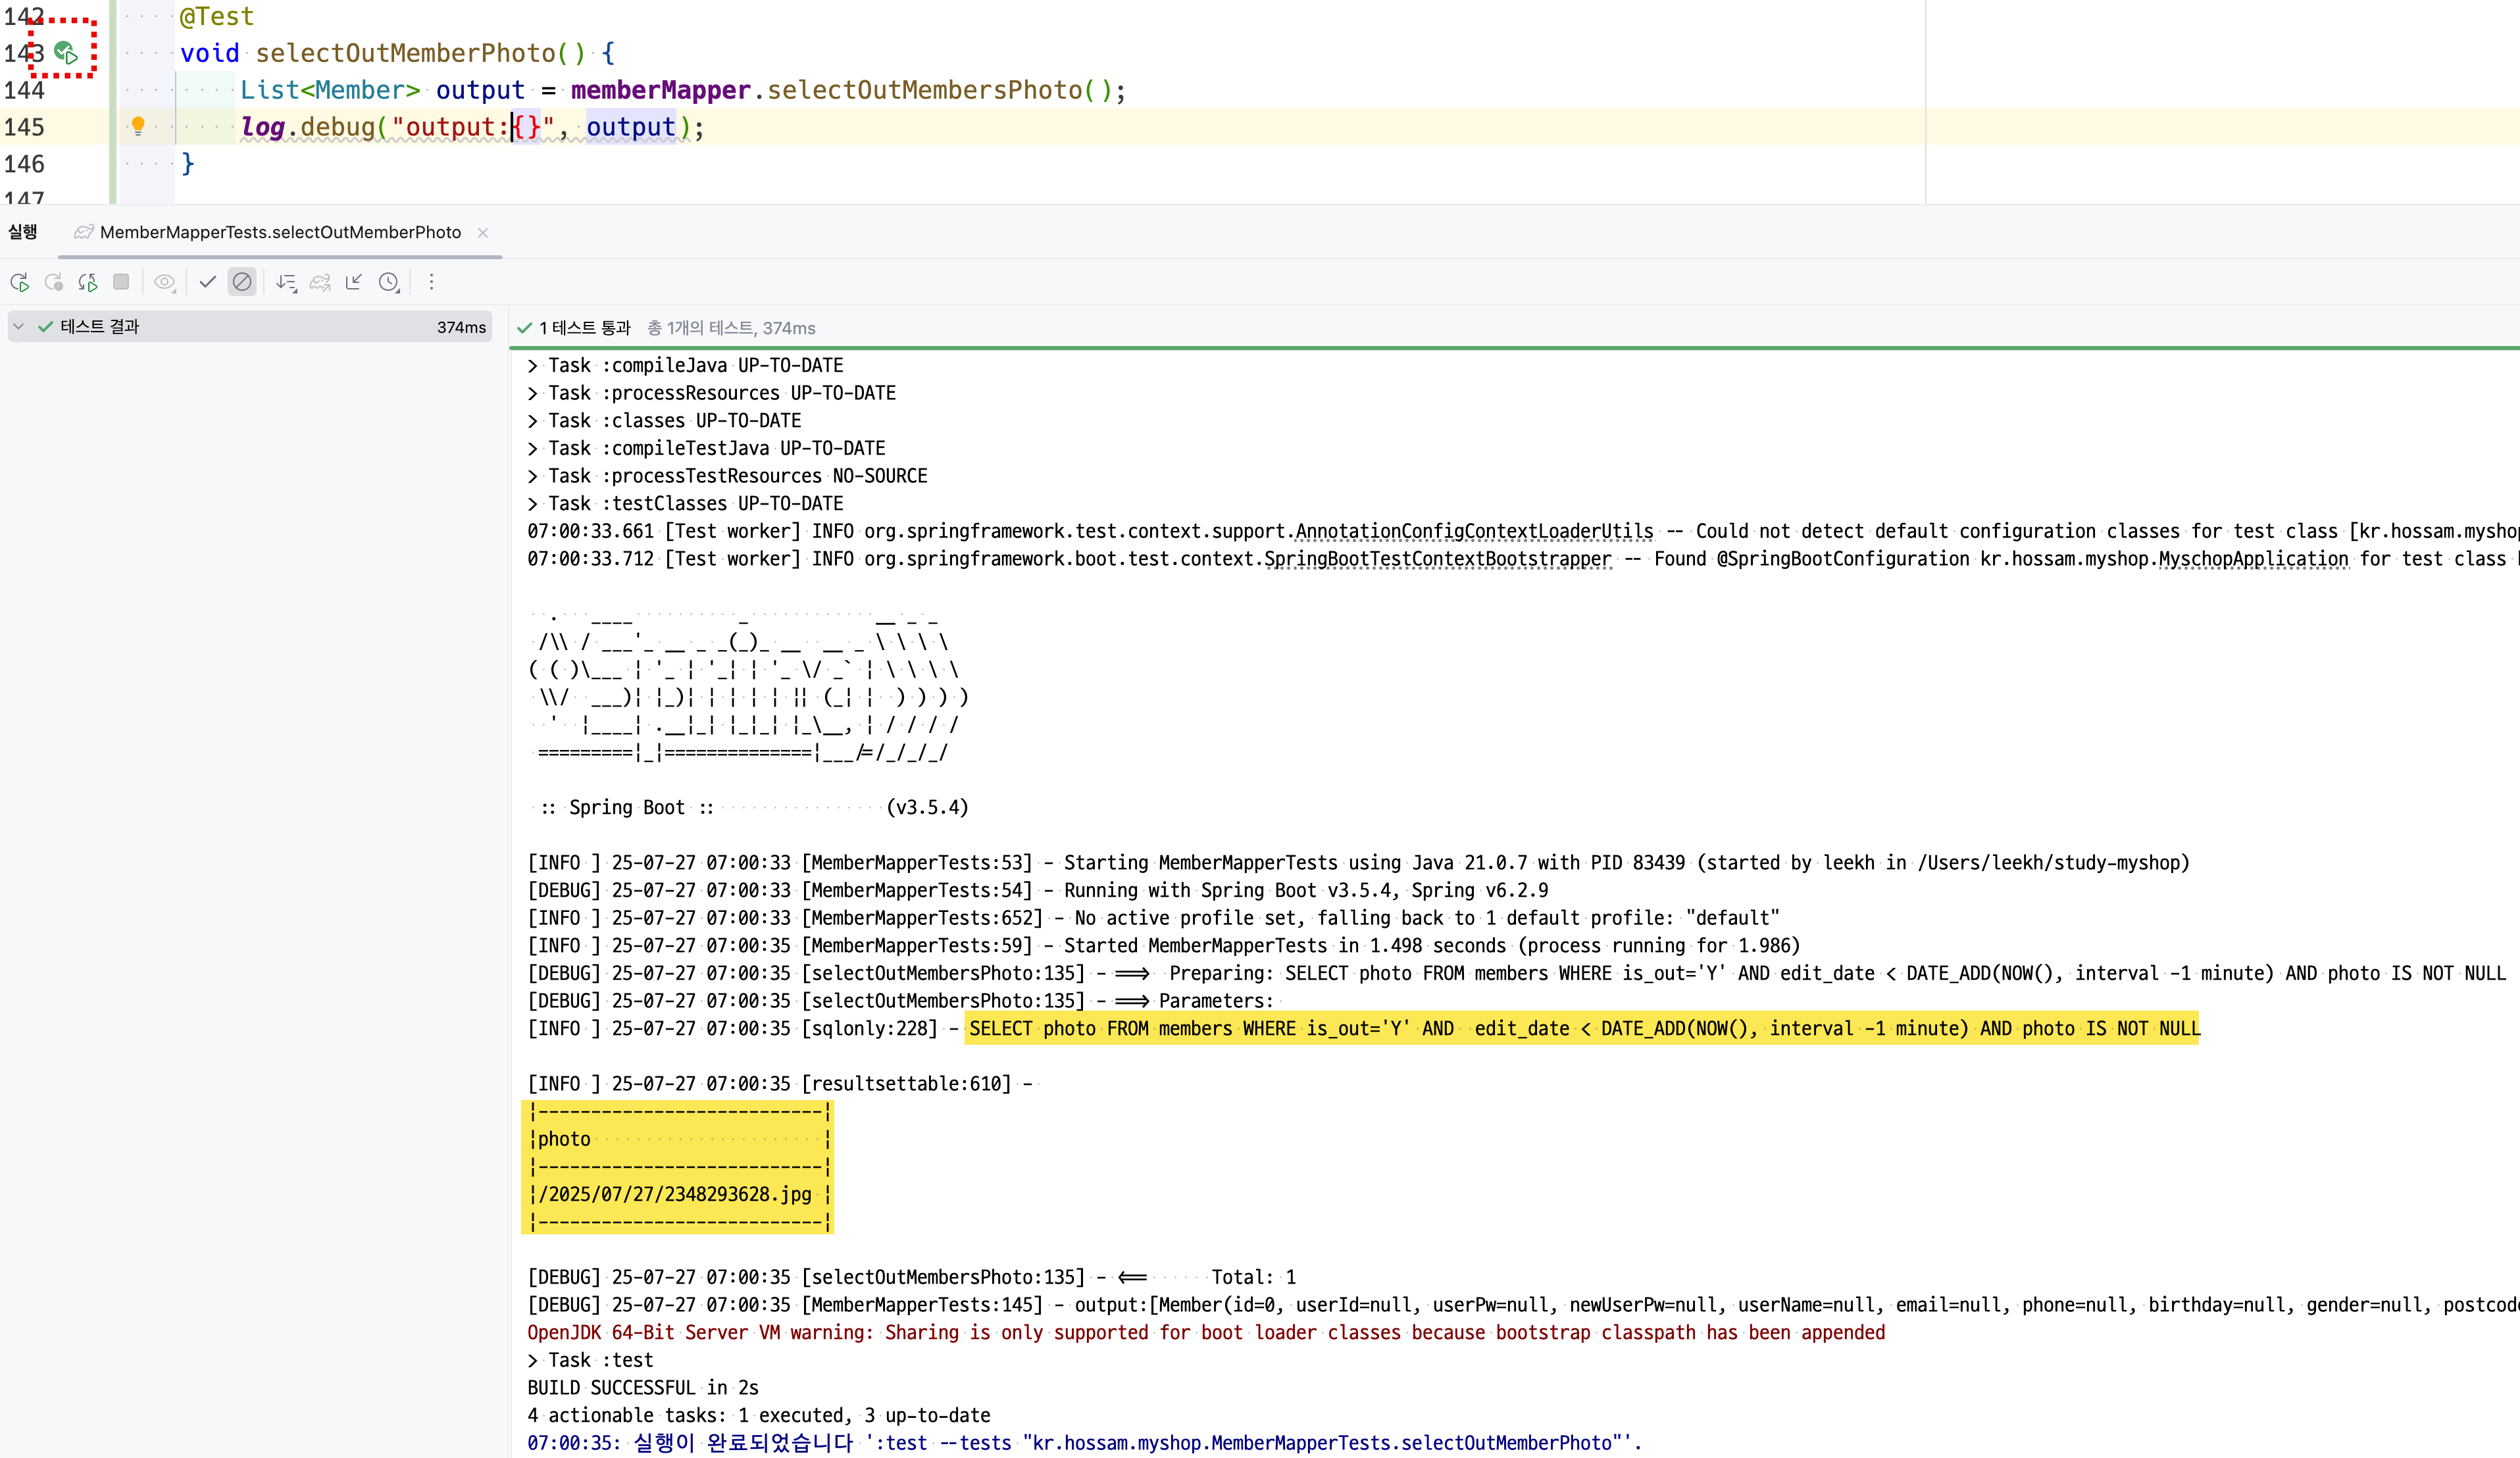 142 @Test
143 void selectOutMemberPhoto() {
144 List<Member> output = memberMapper.selectOutMembersPhoto();
145 log.debug("output:{}", output);
146 }
147
실행 MemberMapperTests.selectOutMemberPhoto
테스트 결과 374ms
1 테스트 통과 총 1개의 테스트, 374ms
> Task :compileJava UP-TO-DATE
> Task :processResources UP-TO-DATE
> Task :classes UP-TO-DATE
> Task :compileTestJava UP-TO-DATE
> Task :processTestResources NO-SOURCE
> Task :testClasses UP-TO-DATE
07:00:33.661 [Test worker] INFO org.springframework.test.context.support.AnnotationConfigContextLoaderUtils -- Could not detect default configuration classes for test class [kr.hossam.myshop
07:00:33.712 [Test worker] INFO org.springframework.boot.test.context.SpringBootTestContextBootstrapper -- Found @SpringBootConfiguration kr.hossam.myshop.MyschopApplication for test class
:: Spring Boot :: (v3.5.4)
[INFO ] 25-07-27 07:00:33 [MemberMapperTests:53] - Starting MemberMapperTests using Java 21.0.7 with PID 83439 (started by leekh in /Users/leekh/study-myshop)
[DEBUG] 25-07-27 07:00:33 [MemberMapperTests:54] - Running with Spring Boot v3.5.4, Spring v6.2.9
[INFO ] 25-07-27 07:00:33 [MemberMapperTests:652] - No active profile set, falling back to 1 default profile: "default"
[INFO ] 25-07-27 07:00:35 [MemberMapperTests:59] - Started MemberMapperTests in 1.498 seconds (process running for 1.986)
[DEBUG] 25-07-27 07:00:35 [selectOutMembersPhoto:135] - ==> Preparing: SELECT photo FROM members WHERE is_out='Y' AND edit_date < DATE_ADD(NOW(), interval -1 minute) AND photo IS NOT NULL
[DEBUG] 25-07-27 07:00:35 [selectOutMembersPhoto:135] - ==> Parameters:
[INFO ] 25-07-27 07:00:35 [sqlonly:228] - SELECT photo FROM members WHERE is_out='Y' AND  edit_date < DATE_ADD(NOW(), interval -1 minute) AND photo IS NOT NULL
[INFO ] 25-07-27 07:00:35 [resultsettable:610] -
|---------------------------|
|photo |
|---------------------------|
|/2025/07/27/2348293628.jpg |
|---------------------------|
[DEBUG] 25-07-27 07:00:35 [selectOutMembersPhoto:135] - <== Total: 1
[DEBUG] 25-07-27 07:00:35 [MemberMapperTests:145] - output:[Member(id=0, userId=null, userPw=null, newUserPw=null, userName=null, email=null, phone=null, birthday=null, gender=null, postcod
OpenJDK 64-Bit Server VM warning: Sharing is only supported for boot loader classes because bootstrap classpath has been appended
> Task :test
BUILD SUCCESSFUL in 2s
4 actionable tasks: 1 executed, 3 up-to-date
07:00:35: 실행이 완료되었습니다 ':test --tests "kr.hossam.myshop.MemberMapperTests.selectOutMemberPhoto"'.